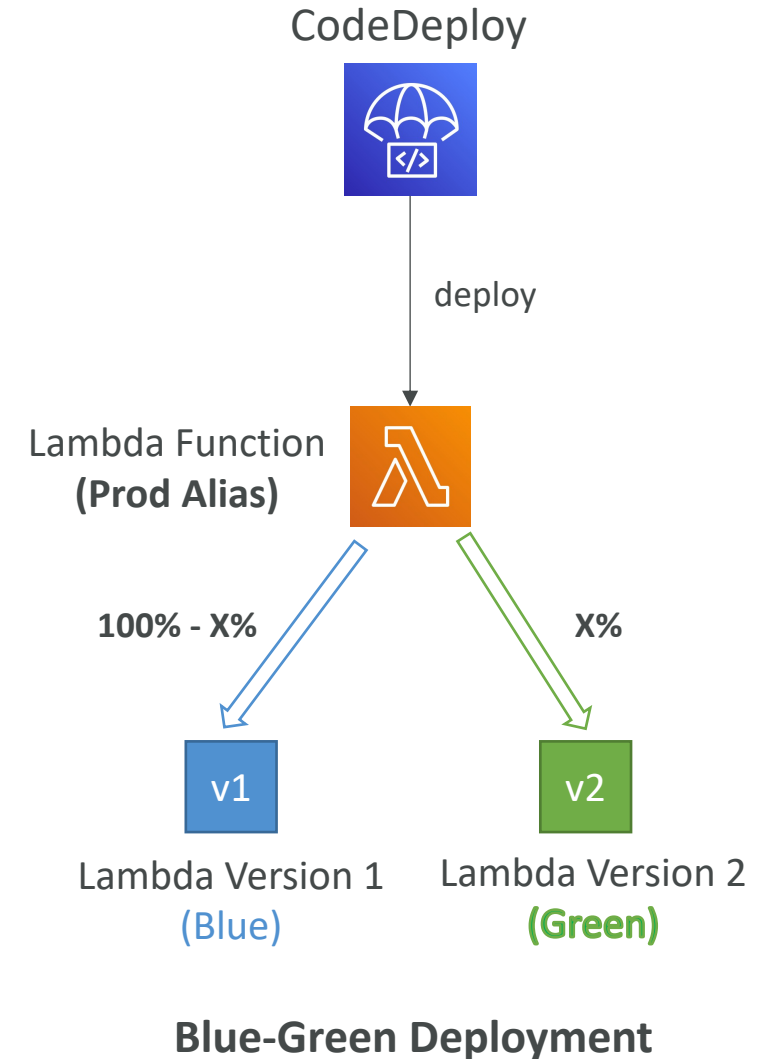 CodeDeploy
</>
deploy
Lambda Function
(Prod Alias)
100% - X%
X%
v1
v2
Lambda Version 1
(Blue)
Lambda Version 2
(Green)
Blue-Green Deployment